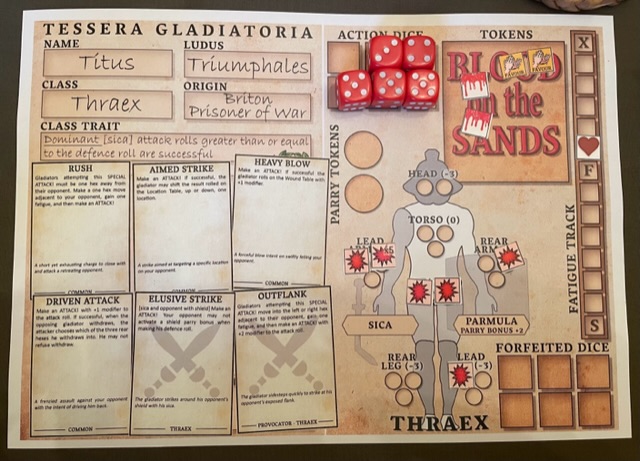 TESSERA GLADIATORIA
NAME
Titus
LUDUS
Triumphales
CLASS
Thraex
ORIGIN
Briton
Prisoner of War
CLASS TRAIT
Dominant [sica] attack rolls greater than or equal
to the defence roll are successful
RUSH
Gladiators attempting this SPECIAL
ATTACK! must be one hex away from
their opponent. Make a one hex move
adjacent to your opponent, gain one
fatigue, and then make an ATTACK!
A short yet exhausting charge to close with
and attack a retreating opponent.
COMMON
AIMED STRIKE
Make an ATTACK! If successful, the
gladiator may shift the result rolled on
the Location Table, up or down, one
location.
A strike aimed at targeting a specific location
on your opponent.
COMMON
HEAVY BLOW
Make an ATTACK! If successful the
gladiator rolls on the Wound Table with
+1 modifier.
A forceful blow intent on swiftly felling your
opponent.
COMMON
DRIVEN ATTACK
Make an ATTACK! with +1 modifier to
the attack roll. If successful, when the
opposing gladiator withdraws, the
attacker chooses which of the three rear
hexes he withdraws into. He may not
refuse withdraw.
A frenzied assault against your opponent
with the intent of driving him back.
COMMON
ELUSIVE STRIKE
[sica and opponent with shield] Make an
ATTACK! Your opponent may not
activate a shield parry bonus when
making his defence roll.
The gladiator strikes around his opponent's
shield with his sica.
THRAEX
OUTFLANK
Gladiators attempting this SPECIAL
ATTACK! move into the left or right hex
adjacent to their opponent, gain one
fatigue, and then make an ATTACK! with
+2 modifier to the attack roll.
The gladiator sidesteps quickly to strike at his
opponent's exposed flank.
PROVOCATOR · THRAEX
ACTION DICE
TOKENS
BLOOD
on the
SANDS
FAVOUR
FAVOUR
PARRY TOKENS
HEAD (-3)
TORSO (0)
LEAD
REAR
SICA
PARMULA
PARRY BONUS +2
REAR
LEG (-3)
LEAD
(-3)
THRAEX
X
F
S
FATIGUE TRACK
FORFEITED DICE